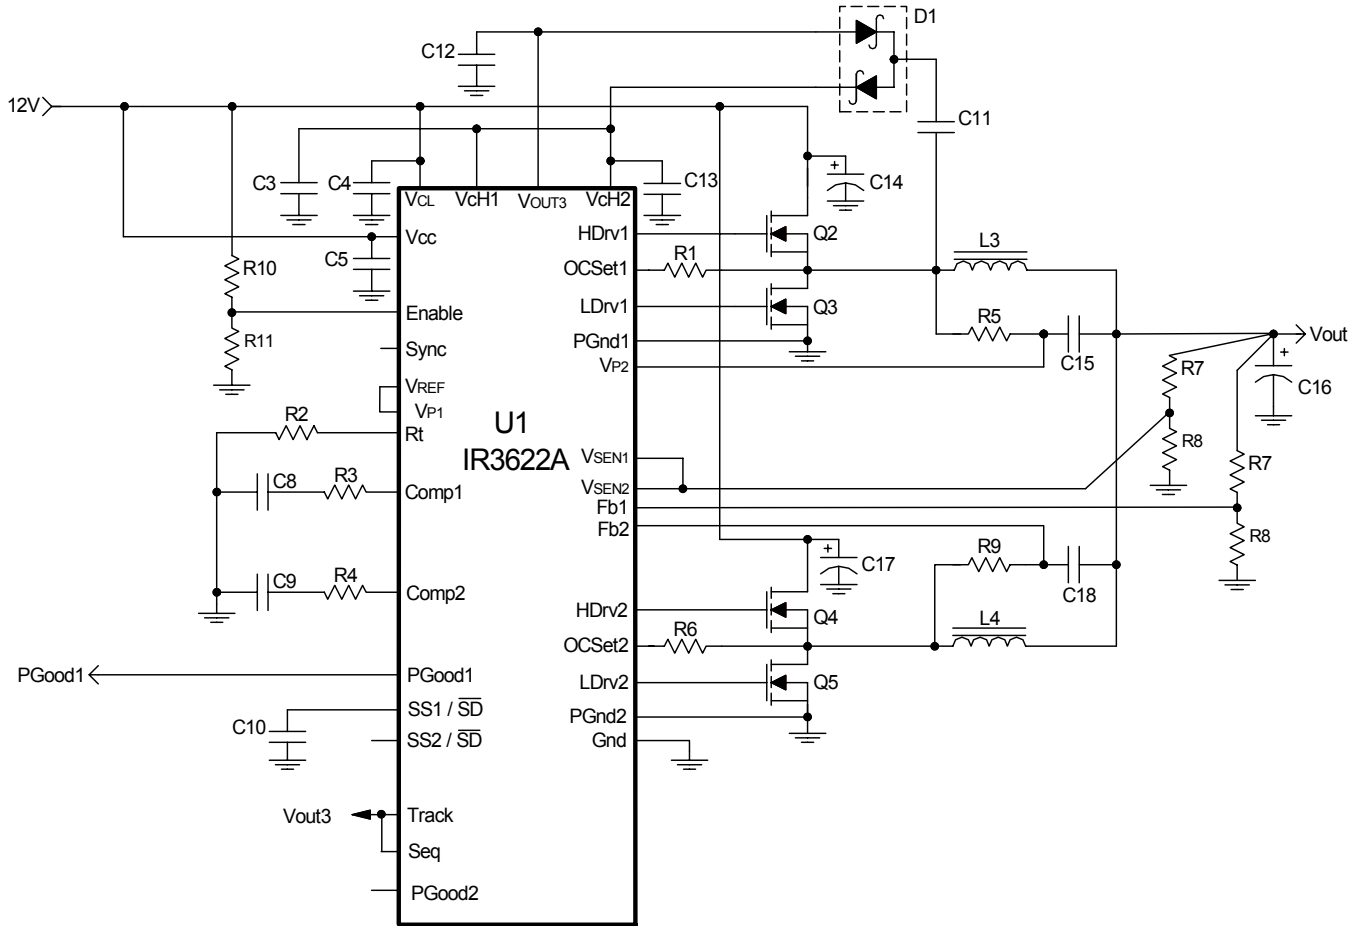 D1
C12
12V
C11
C3
C4
C13
C14
VCL
VCH1
VOUT3
VCH2
Vcc
HDrv1
Q2
L3
C5
R10
OCSet1
R1
Enable
LDrv1
Q3
R5
R11
Sync
PGnd1
C15
Vout
VP2
R7
C16
VREF
VP1
R2
Rt
U1
IR3622A
R8
VSEN1
R7
C8
R3
Comp1
VSEN2
Fb1
Fb2
R8
R9
C17
C9
R4
Comp2
C18
HDrv2
Q4
L4
OCSet2
R6
PGood1
PGood1
LDrv2
Q5
SS1 / SD
PGnd2
C10
SS2 / SD
Gnd
Vout3
Track
Seq
PGood2
+
+
+